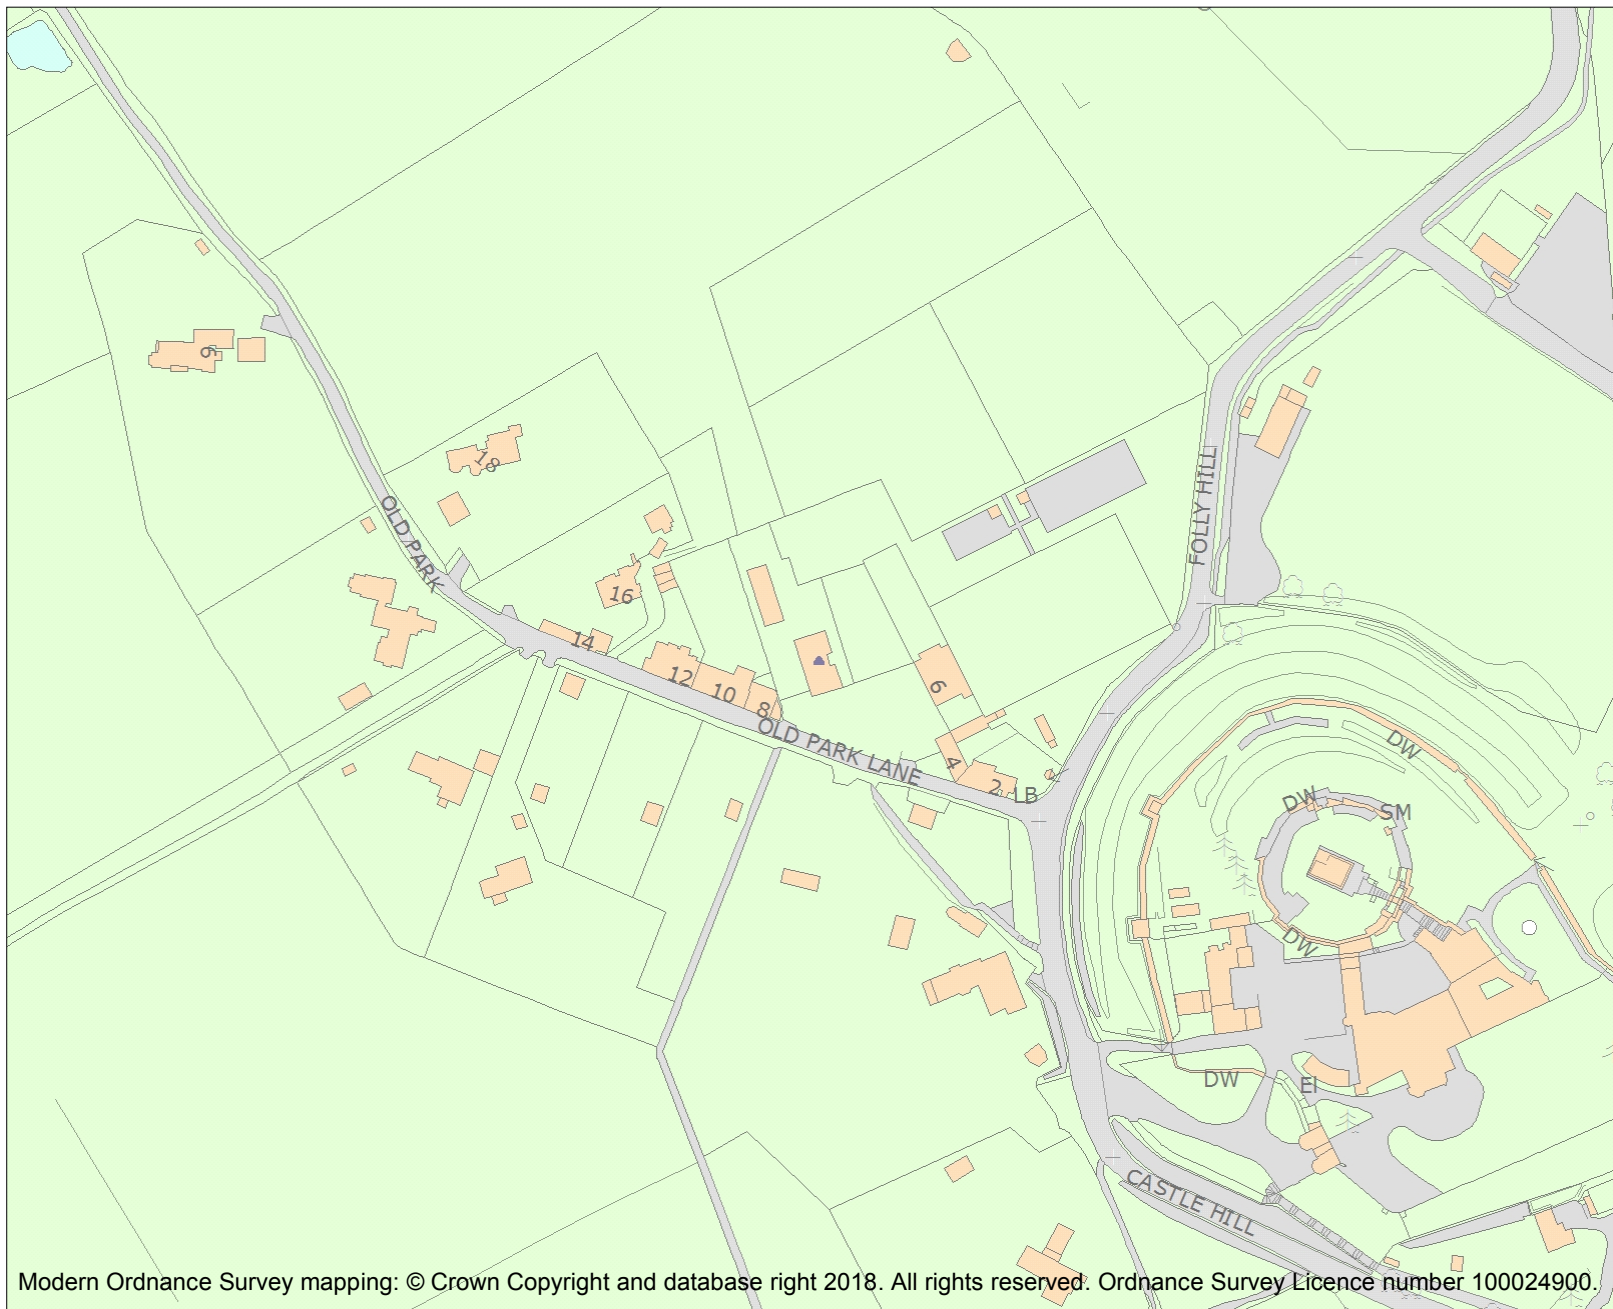 9
18
OLD PARK
FOLLY HILL
16
14
12
10
8
6
OLD PARK LANE
4
2
LB
DW
DW
SM
DW
DW
El
CASTLE HILL
Modern Ordnance Survey mapping: © Crown Copyright and database right 2018. All rights reserved. Ordnance Survey Licence number 100024900.